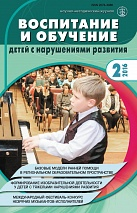 ВОСПИТАНИЕ
И ОБУЧЕНИЕ
ДЕТЕЙ С НАРУШЕНИЯМИ РАЗВИТИЯ
2
2016
БАЗОВЫЕ МОДЕЛИ РАННЕЙ ПОМОЩИ
В РЕГИОНАЛЬНОМ ОБРАЗОВАТЕЛЬНОМ ПРОСТРАНСТВЕ
ФОРМИРОВАНИЕ ИЗОБРАЗИТЕЛЬНОЙ ДЕЯТЕЛЬНОСТИ
У ДЕТЕЙ С ТЯЖЕЛЫМИ НАРУШЕНИЯМИ РАЗВИТИЯ
МЕЖДУНАРОДНЫЙ ФЕСТИВАЛЬ-КОНКУРС
НЕЗРЯЧИХ МУЗЫКАНТОВ-ИСПОЛНИТЕЛЕЙ